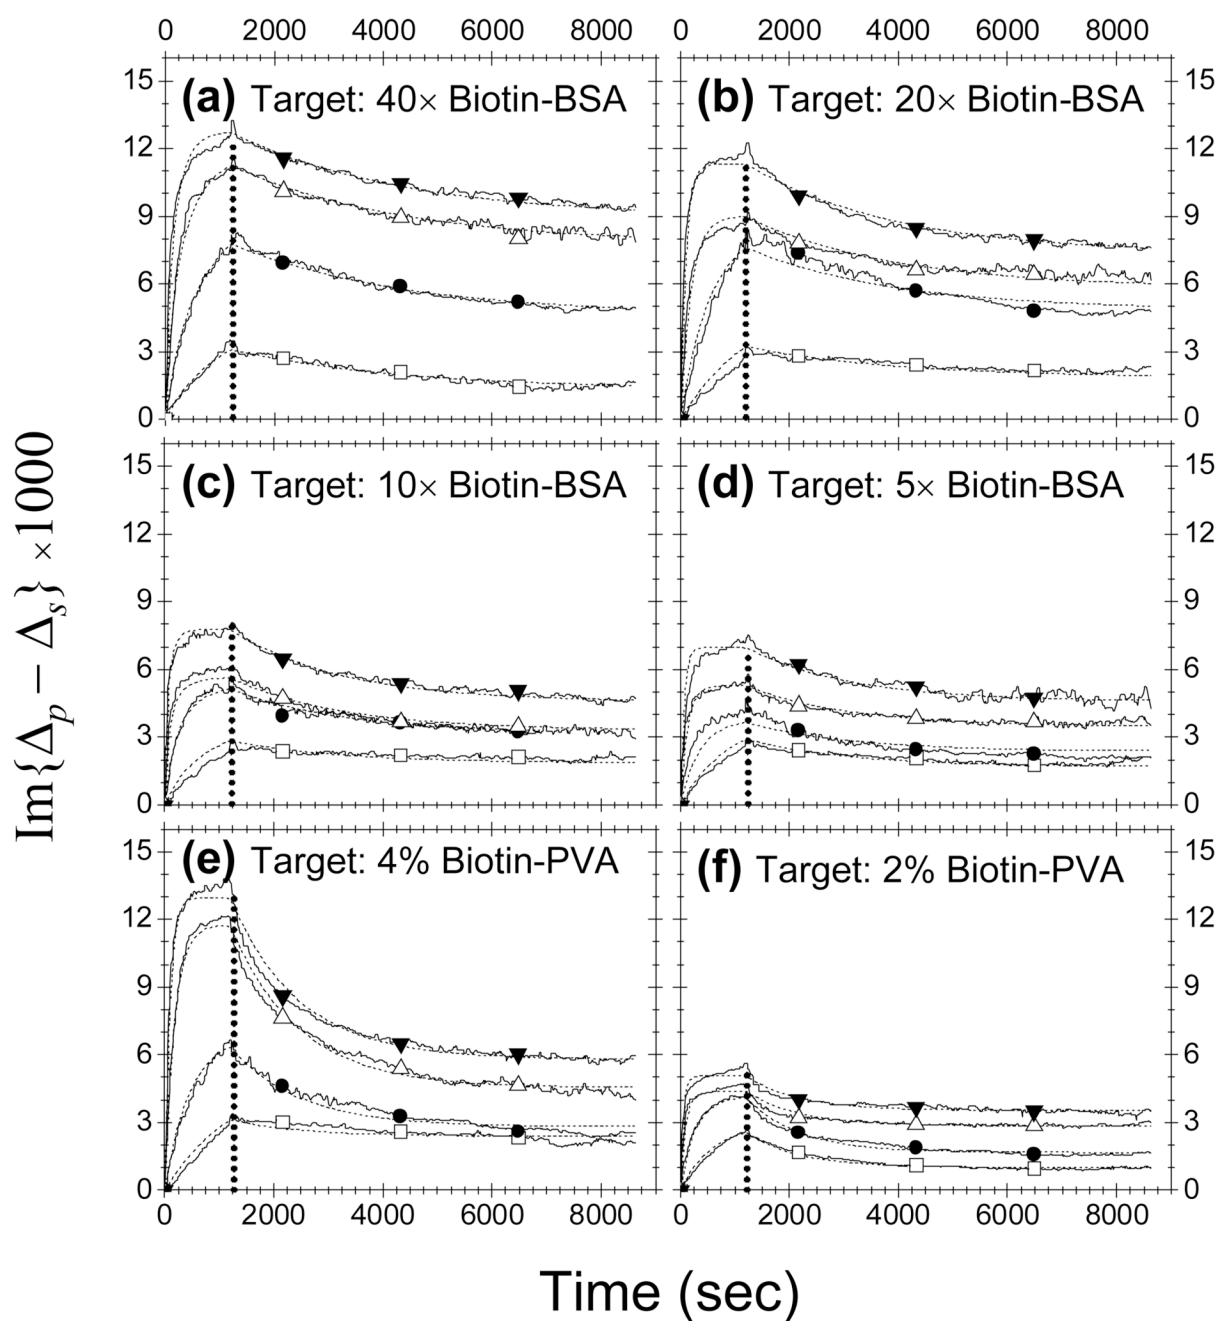 0 2000 4000 6000 8000 0 2000 4000 6000 8000
15 (a) Target: 40× Biotin-BSA (b) Target: 20× Biotin-BSA 15
12 12
9 9
6 6
3 3
0 0
15 (c) Target: 10× Biotin-BSA (d) Target: 5× Biotin-BSA 15
12 12
9 9
6 6
3 3
0 0
15 (e) Target: 4% Biotin-PVA (f) Target: 2% Biotin-PVA 15
12 12
9 9
6 6
3 3
0 0
0 2000 4000 6000 8000 0 2000 4000 6000 8000
Im{Δp − Δs} ×1000
Time (sec)